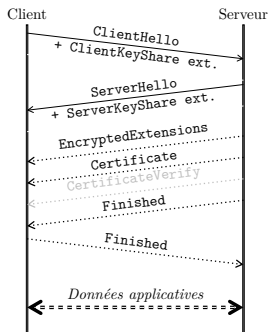 Client Serveur
ClientHello
+ ClientKeyShare ext.
ServerHello
+ ServerKeyShare ext.
EncryptedExtensions
Certificate
CertificateVerify
Finished
Finished
Données applicatives